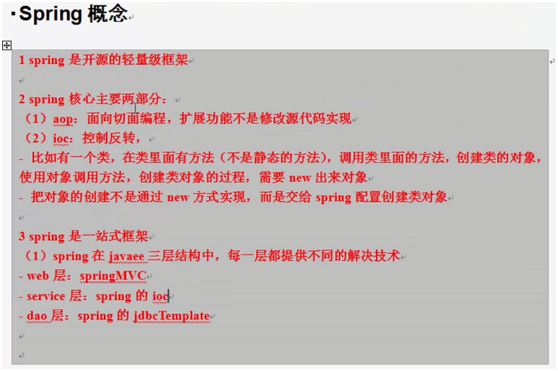 Spring 概念
1 spring 是开源的轻量级框架
2 spring 核心主要两部分：
（1）aop：面向切面编程，扩展功能不是修改源代码实现
（2）ioc：控制反转，
- 比如有一个类，在类里面有方法（不是静态的方法），调用类里面的方法，创建类的对象，
使用对象调用方法，创建类对象的过程，需要 new 出来对象
- 把对象的创建不是通过 new 方式实现，而是交给 spring 配置创建类对象
3 spring 是一站式框架
（1）spring 在 javaee 三层结构中，每一层都提供不同的解决技术
- web 层：springMVC
- service 层：spring 的 ioc
- dao 层：spring 的 jdbcTemplate